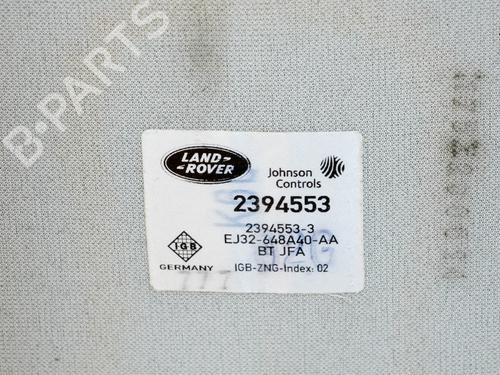 B-PARTS
LAND-
-ROVER
Johnson
Controls
2394553
2394553-3
EJ32-648A40-AA
BT JFA
IGB
GERMANY
IGB-ZNG-Index: 02